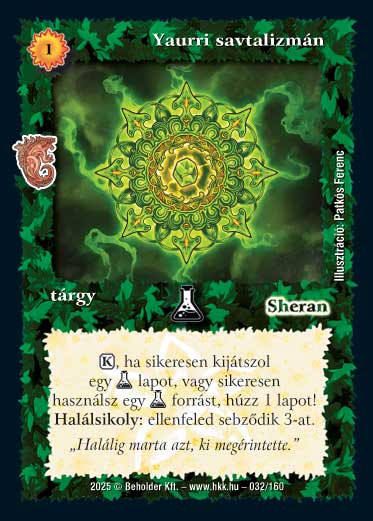 1
Yaurri savtalizmán
Illusztráció: Patkós Ferenc
tárgy
Sheran
K, ha sikeresen kijátszol
egy lapot, vagy sikeresen
használsz egy forrást, húzz 1 lapot!
Halálsikoly: ellenfeled sebződik 3-at.
„Halálig marta azt, ki megérintette.”
2025 © Beholder Kft. – www.hkk.hu – 032/160